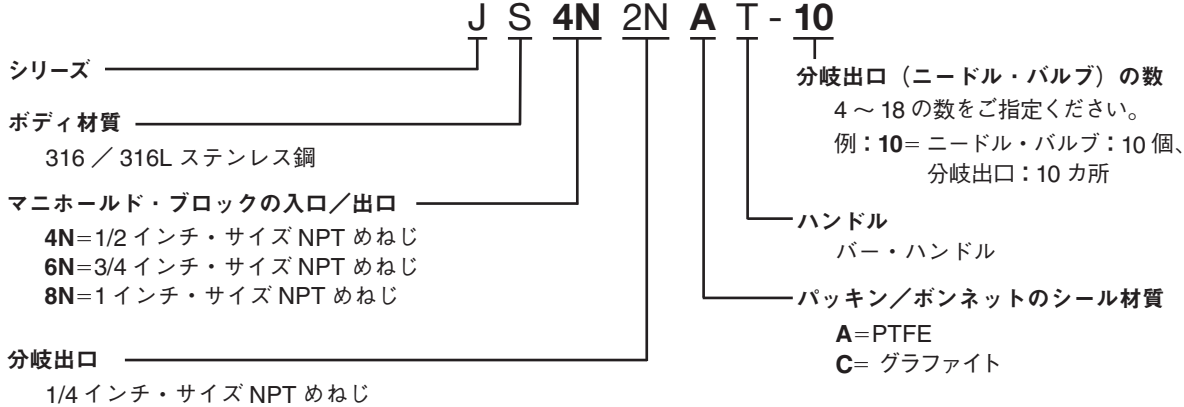 J S 4N 2N A T - 10
シリーズ
ボディ材質
316 ／ 316L ステンレス鋼
マニホールド・ブロックの入口／出口
4N=1/2 インチ・サイズ NPT めねじ
6N=3/4 インチ・サイズ NPT めねじ
8N=1 インチ・サイズ NPT めねじ
分岐出口
1/4 インチ・サイズ NPT めねじ
分岐出口（ニードル・バルブ）の数
4 ～ 18 の数をご指定ください。
例：10= ニードル・バルブ：10 個、
分岐出口：10 カ所
ハンドル
バー・ハンドル
パッキン／ボンネットのシール材質
A=PTFE
C= グラファイト